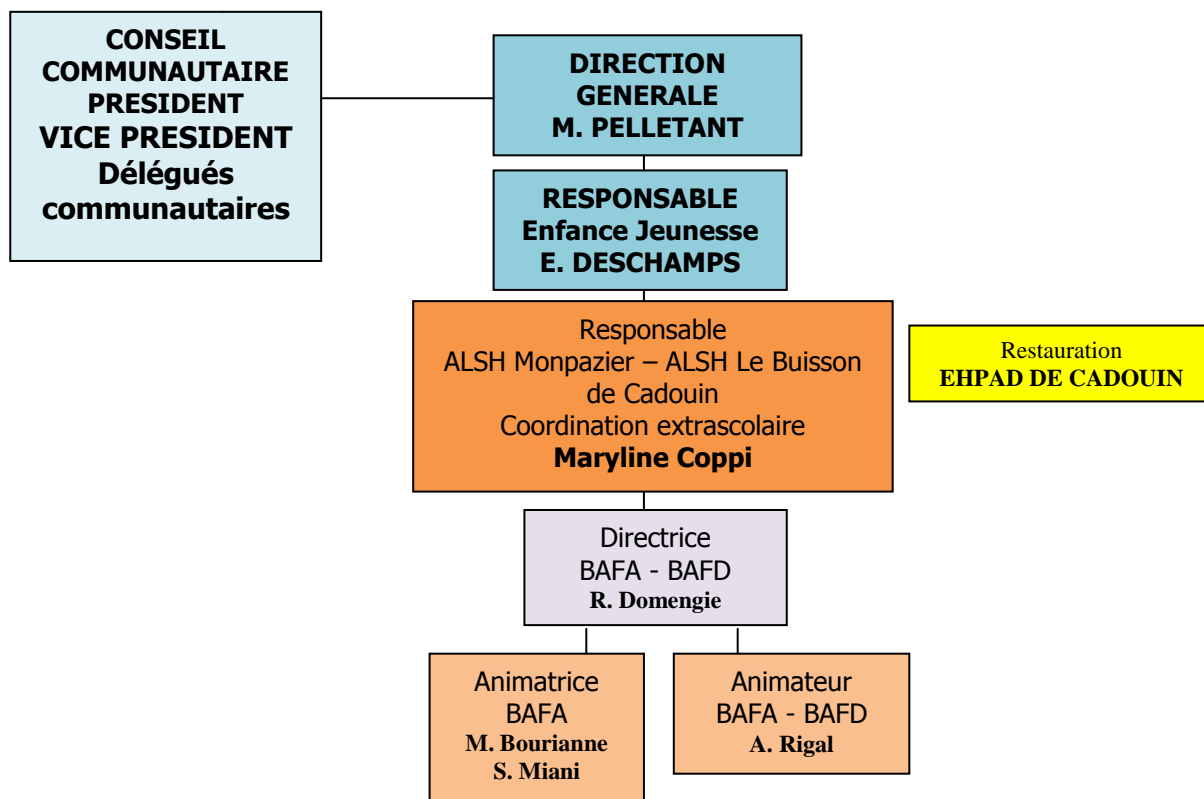 CONSEIL
COMMUNAUTAIRE
PRESIDENT
VICE PRESIDENT
Délégués
communautaires
DIRECTION
GENERALE
M. PELLETANT
RESPONSABLE
Enfance Jeunesse
E. DESCHAMPS
Responsable
ALSH Monpazier – ALSH Le Buisson
de Cadouin
Coordination extrascolaire
Maryline Coppi
Restauration
EHPAD DE CADOUIN
Directrice
BAFA - BAFD
R. Domengie
Animatrice
BAFA
M. Bourianne
S. Miani
Animateur
BAFA - BAFD
A. Rigal